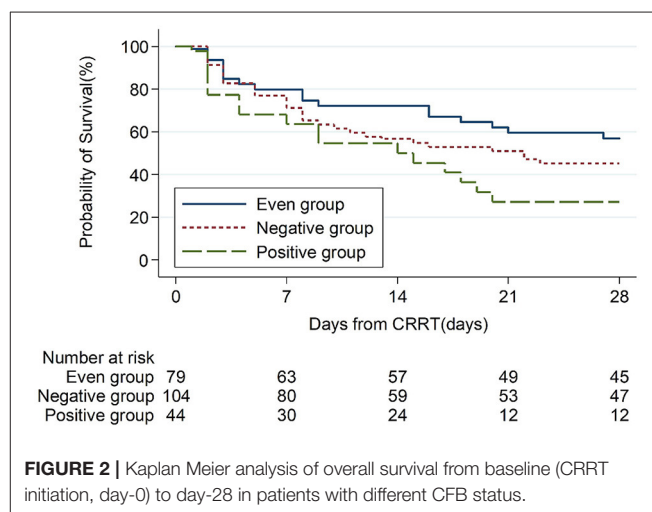 Probability of Survival(%)
100
80
60
40
20
0
Even group
Negative group
Positive group
0 7 14 21 28
Days from CRRT(days)
Number at risk
Even group 79 63 57 49 45
Negative group 104 80 59 53 47
Positive group 44 30 24 12 12
FIGURE 2 | Kaplan Meier analysis of overall survival from baseline (CRRT
initiation, day-0) to day-28 in patients with different CFB status.